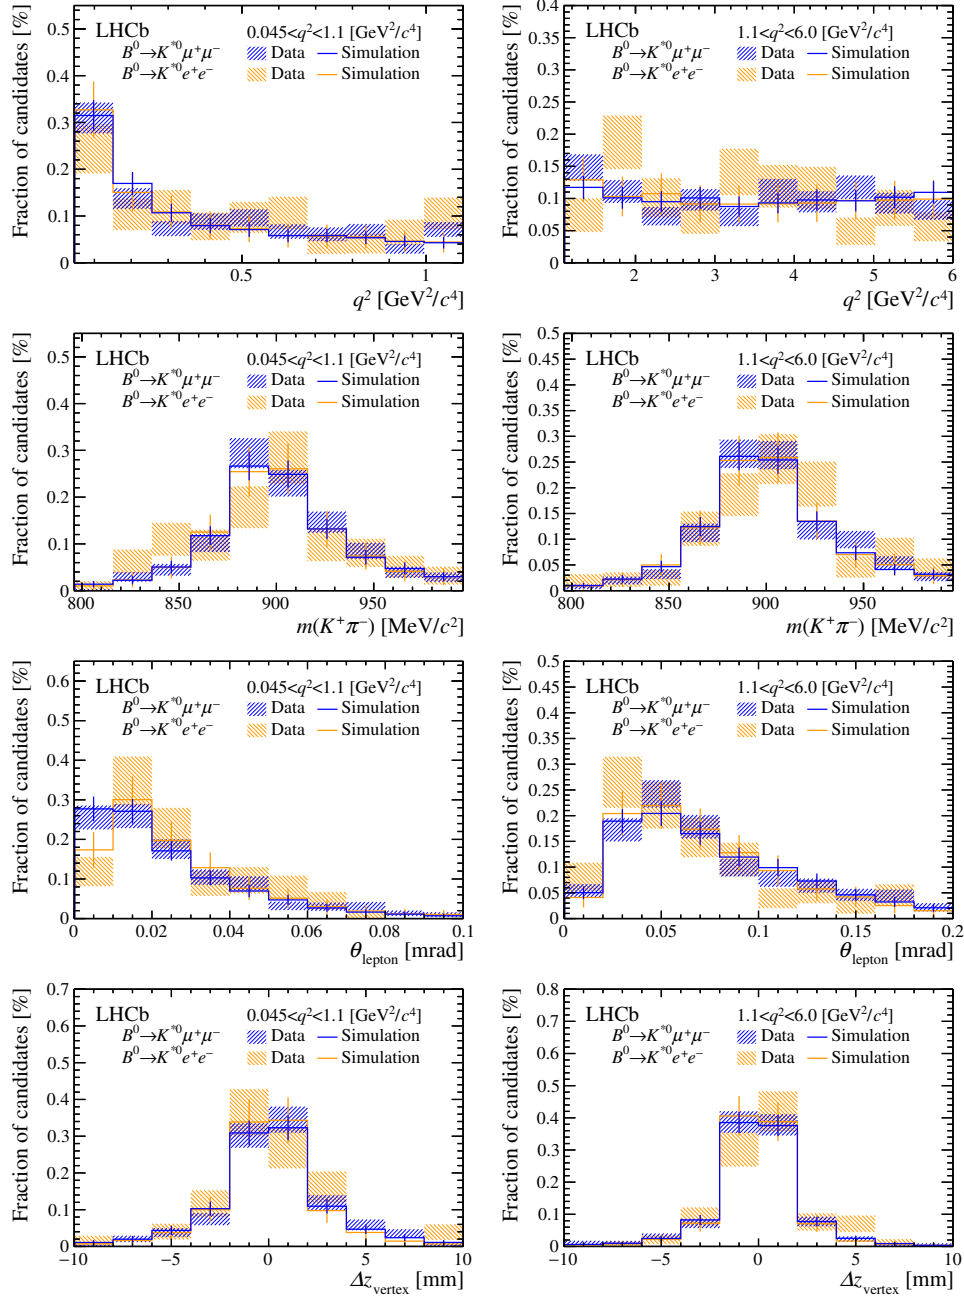 Fraction of candidates [%]
LHCb
0.045<q²<1.1 [GeV²/c⁴]
B⁰→K*⁰μ⁺μ⁻
Data
Simulation
B⁰→K*⁰e⁺e⁻
Data
Simulation
0.5
0.4
0.3
0.2
0.1
0
0.5
1
q² [GeV²/c⁴]
Fraction of candidates [%]
LHCb
1.1<q²<6.0 [GeV²/c⁴]
B⁰→K*⁰μ⁺μ⁻
Data
Simulation
B⁰→K*⁰e⁺e⁻
Data
Simulation
0.4
0.35
0.3
0.25
0.2
0.15
0.1
0.05
0
2
3
4
5
6
q² [GeV²/c⁴]
Fraction of candidates [%]
LHCb
0.045<q²<1.1 [GeV²/c⁴]
B⁰→K*⁰μ⁺μ⁻
Data
Simulation
B⁰→K*⁰e⁺e⁻
Data
Simulation
0.5
0.4
0.3
0.2
0.1
0
800
850
900
950
m(K⁺π⁻) [MeV/c²]
Fraction of candidates [%]
LHCb
1.1<q²<6.0 [GeV²/c⁴]
B⁰→K*⁰μ⁺μ⁻
Data
Simulation
B⁰→K*⁰e⁺e⁻
Data
Simulation
0.5
0.45
0.4
0.35
0.3
0.25
0.2
0.15
0.1
0.05
0
800
850
900
950
m(K⁺π⁻) [MeV/c²]
Fraction of candidates [%]
LHCb
0.045<q²<1.1 [GeV²/c⁴]
B⁰→K*⁰μ⁺μ⁻
Data
Simulation
B⁰→K*⁰e⁺e⁻
Data
Simulation
0.6
0.5
0.4
0.3
0.2
0.1
0
0
0.02
0.04
0.06
0.08
0.1
θlepton [mrad]
Fraction of candidates [%]
LHCb
1.1<q²<6.0 [GeV²/c⁴]
B⁰→K*⁰μ⁺μ⁻
Data
Simulation
B⁰→K*⁰e⁺e⁻
Data
Simulation
0.5
0.45
0.4
0.35
0.3
0.25
0.2
0.15
0.1
0.05
0
0
0.05
0.1
0.15
0.2
θlepton [mrad]
Fraction of candidates [%]
LHCb
0.045<q²<1.1 [GeV²/c⁴]
B⁰→K*⁰μ⁺μ⁻
Data
Simulation
B⁰→K*⁰e⁺e⁻
Data
Simulation
0.7
0.6
0.5
0.4
0.3
0.2
0.1
0
−10
−5
0
5
10
Δzvertex [mm]
Fraction of candidates [%]
LHCb
1.1<q²<6.0 [GeV²/c⁴]
B⁰→K*⁰μ⁺μ⁻
Data
Simulation
B⁰→K*⁰e⁺e⁻
Data
Simulation
0.8
0.7
0.6
0.5
0.4
0.3
0.2
0.1
0
−10
−5
0
5
10
Δzvertex [mm]